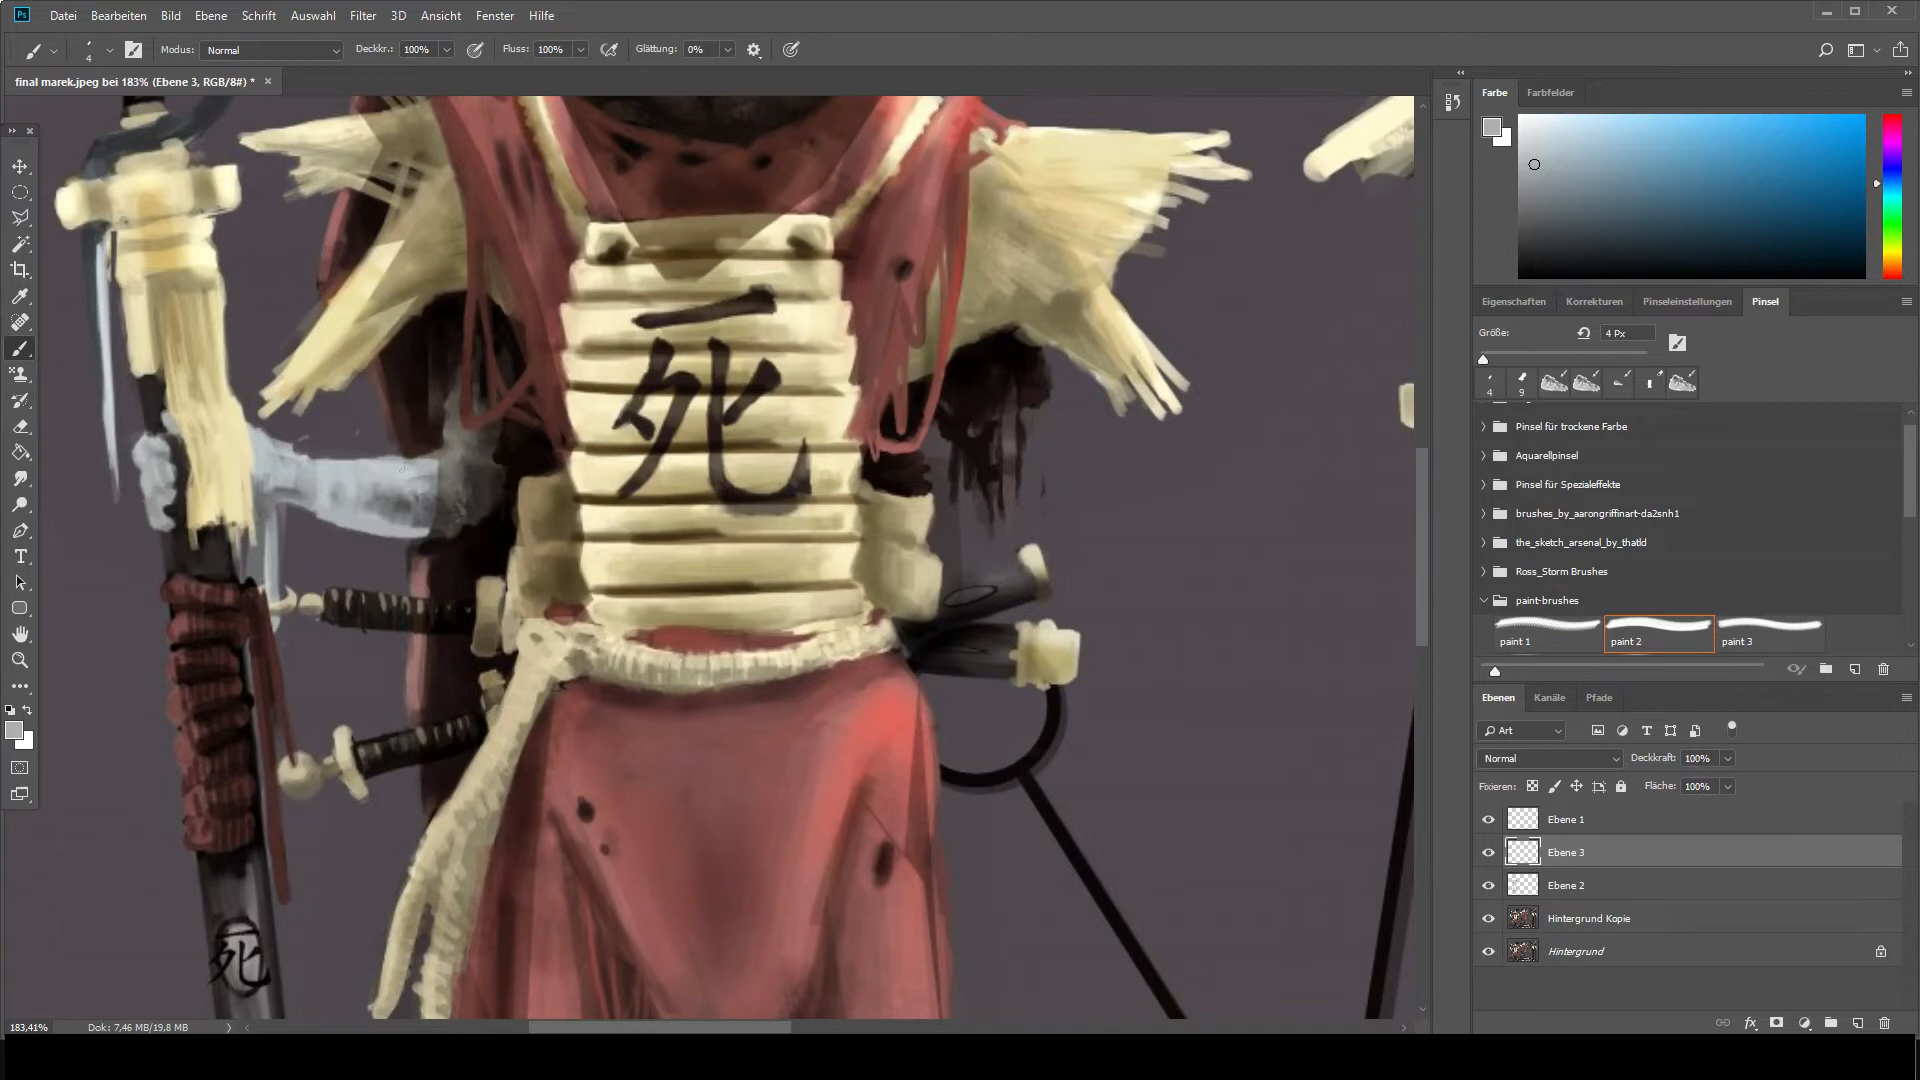 Ps Datei Bearbeiten Bild Ebene Schrift Auswahl Filter 3D Ansicht Fenster Hilfe
4 Modus: Normal Deckkr.: 100% Fluss: 100% Glättung: 0%
final marek.jpeg bei 183% (Ebene 3, RGB/8#) *
Farbe Farbfelder
Eigenschaften Korrekturen Pinseleinstellungen Pinsel
Größe: 4 Px
4 9
Pinsel für trockene Farbe
Aquarellpinsel
Pinsel für Spezialeffekte
brushes_by_aarongriffinart-da2snh1
the_sketch_arsenal_by_thatld
Ross_Storm Brushes
paint-brushes
paint 1 paint 2 paint 3
Ebenen Kanäle Pfade
Art
Normal Deckkraft: 100%
Fixieren: Fläche: 100%
Ebene 1
Ebene 3
Ebene 2
Hintergrund Kopie
Hintergrund
死
死
183,41% Dok: 7,46 MB/19,8 MB